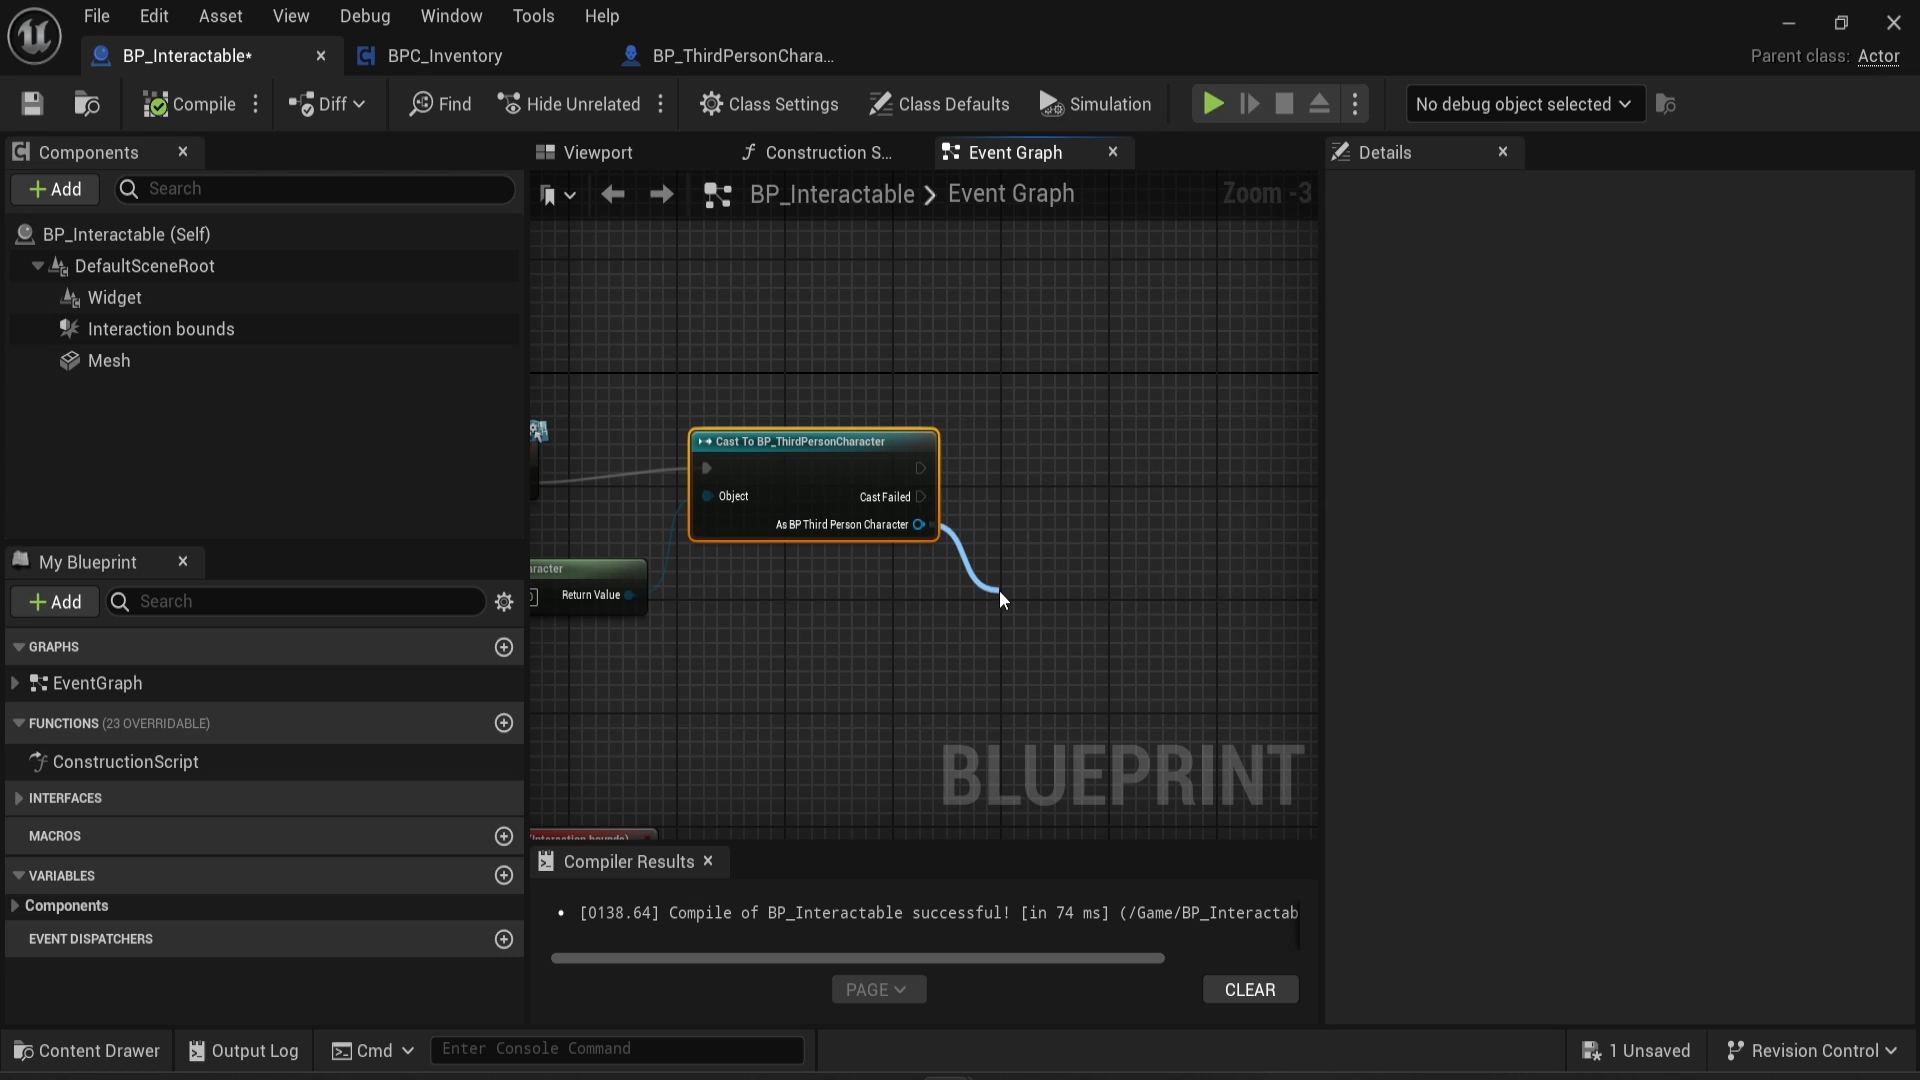 File Edit Asset View Debug Window Tools Help
BP_Interactable* BPC_Inventory BP_ThirdPersonChara... Parent class: Actor
Compile Diff Find Hide Unrelated Class Settings Class Defaults Simulation No debug object selected
Components Viewport Construction S... Event Graph Details
Add Search BP_Interactable Event Graph Zoom -3
BP_Interactable (Self)
DefaultSceneRoot
Widget
Interaction bounds
Mesh
Cast To BP_ThirdPersonCharacter
Object Cast Failed
As BP Third Person Character
Return Value
My Blueprint
Add Search
GRAPHS
EventGraph
FUNCTIONS (23 OVERRIDABLE)
ConstructionScript
INTERFACES
MACROS
VARIABLES
Components
EVENT DISPATCHERS
BLUEPRINT
Compiler Results
[0138.64] Compile of BP_Interactable successful! [in 74 ms] (/Game/BP_Interactab
PAGE CLEAR
Content Drawer Output Log Cmd Enter Console Command 1 Unsaved Revision Control